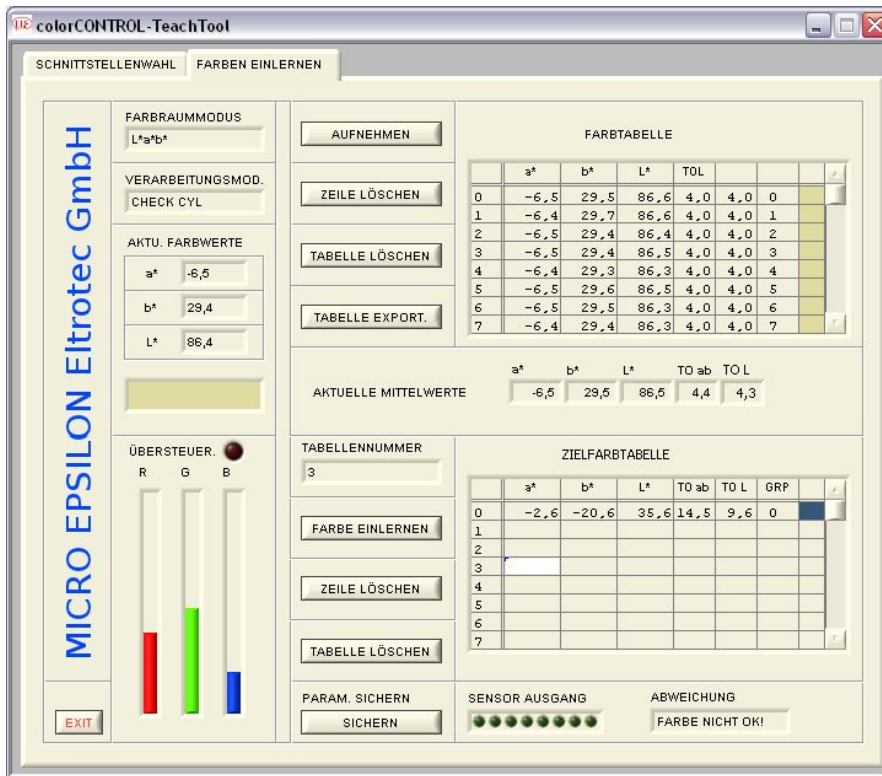 colorCONTROL-TeachTool
SCHNITTSTELLENWAHL FARBEN EINLERNEN
MICRO EPSILON Eltrotec GmbH
EXIT
FARBRAUMMODUS
L*a*b*
VERARBEITUNGSMOD.
CHECK CYL
AKTU. FARBWERTE
a* -6,5
b* 29,4
L* 86,4
ÜBERSTEUER.
R G B
AUFNEHMEN
ZEILE LÖSCHEN
TABELLE LÖSCHEN
TABELLE EXPORT.
FARBTABELLE
a* b* L* TOL
0 -6,5 29,5 86,6 4,0 4,0 0
1 -6,4 29,7 86,6 4,0 4,0 1
2 -6,5 29,4 86,4 4,0 4,0 2
3 -6,5 29,4 86,5 4,0 4,0 3
4 -6,4 29,3 86,3 4,0 4,0 4
5 -6,5 29,6 86,5 4,0 4,0 5
6 -6,5 29,5 86,3 4,0 4,0 6
7 -6,4 29,4 86,3 4,0 4,0 7
a* b* L* TO ab TO L
AKTUELLE MITTELWERTE -6,5 29,5 86,5 4,4 4,3
TABELLENNUMMER
3
FARBE EINLERNEN
ZEILE LÖSCHEN
TABELLE LÖSCHEN
ZIELFARBTABELLE
a* b* L* TO ab TO L GRP
0 -2,6 -20,6 35,6 14,5 9,6 0
1
2
3
4
5
6
7
PARAM. SICHERN
SICHERN
SENSOR AUSGANG
ABWEICHUNG
FARBE NICHT OK!